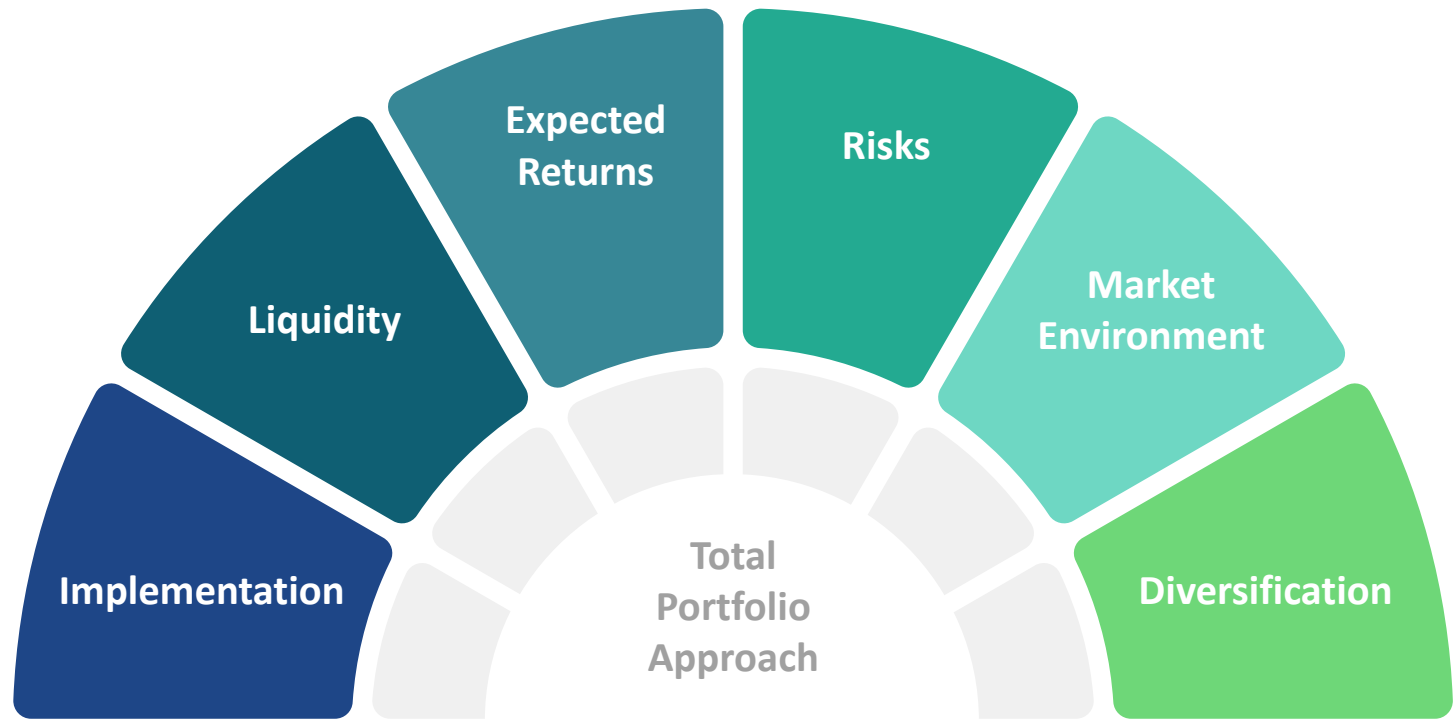 Expected
Returns
Risks
Liquidity
Market
Environment
Implementation
Diversification
Total
Portfolio
Approach